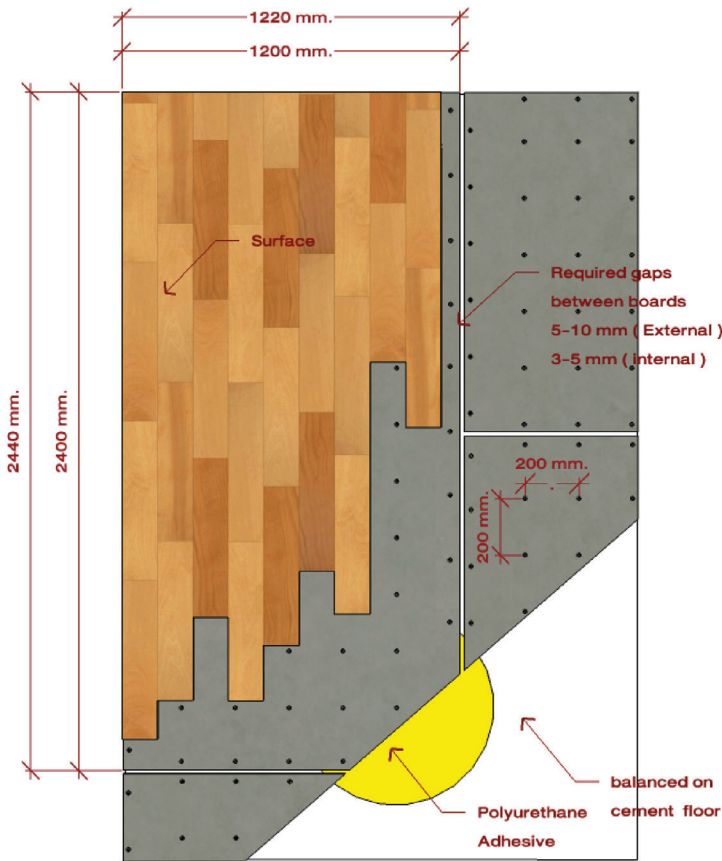 1220 mm.
1200 mm.
Surface
Required gaps
between boards
5-10 mm ( External )
3-5 mm ( internal )
2440 mm.
2400 mm.
200 mm.
200 mm.
balanced on
cement floor
Polyurethane
Adhesive